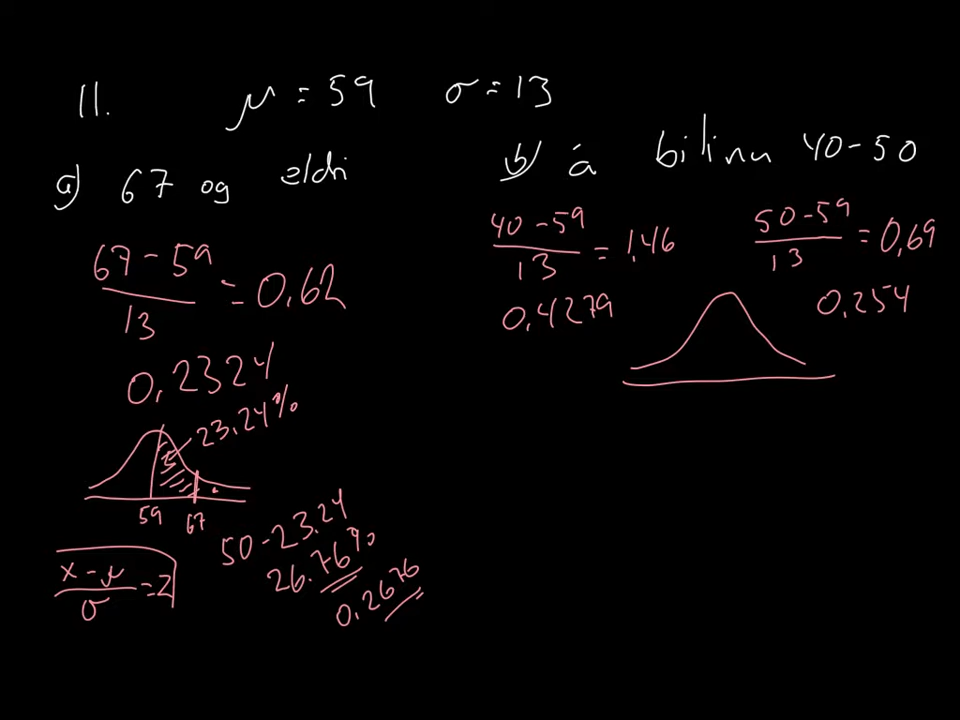 11. μ = 59 σ = 13
a) 67 og eldri
67 - 59 / 13 = 0,62
0,2324
23,24%
59 67
50 - 23.24
26.76%
0,2676
x - μ / σ = z
b) á bilinu 40-50
40 - 59 / 13 = 1,46
0,4279
50 - 59 / 13 = 0,69
0,254